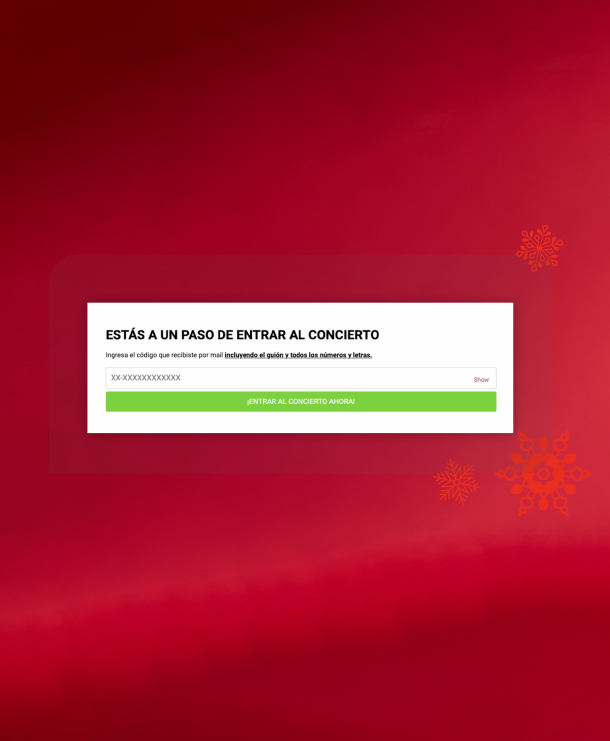 ESTÁS A UN PASO DE ENTRAR AL CONCIERTO
Ingresa el código que recibiste por mail incluyendo el guión y todos los números y letras.
XX-XXXXXXXXXXXX
Show
¡ENTRAR AL CONCIERTO AHORA!